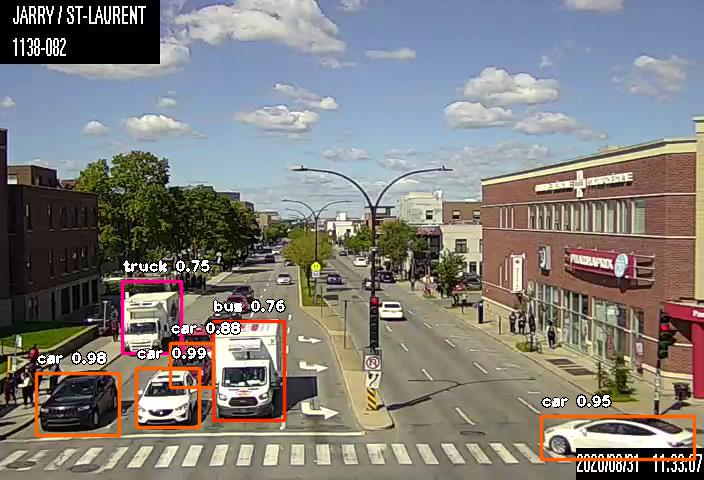 JARRY / ST-LAURENT
1138-082
truck 0.75
bus 0.76
car 0.88
car 0.98
car 0.99
car 0.95
2020/08/31 11:33:07